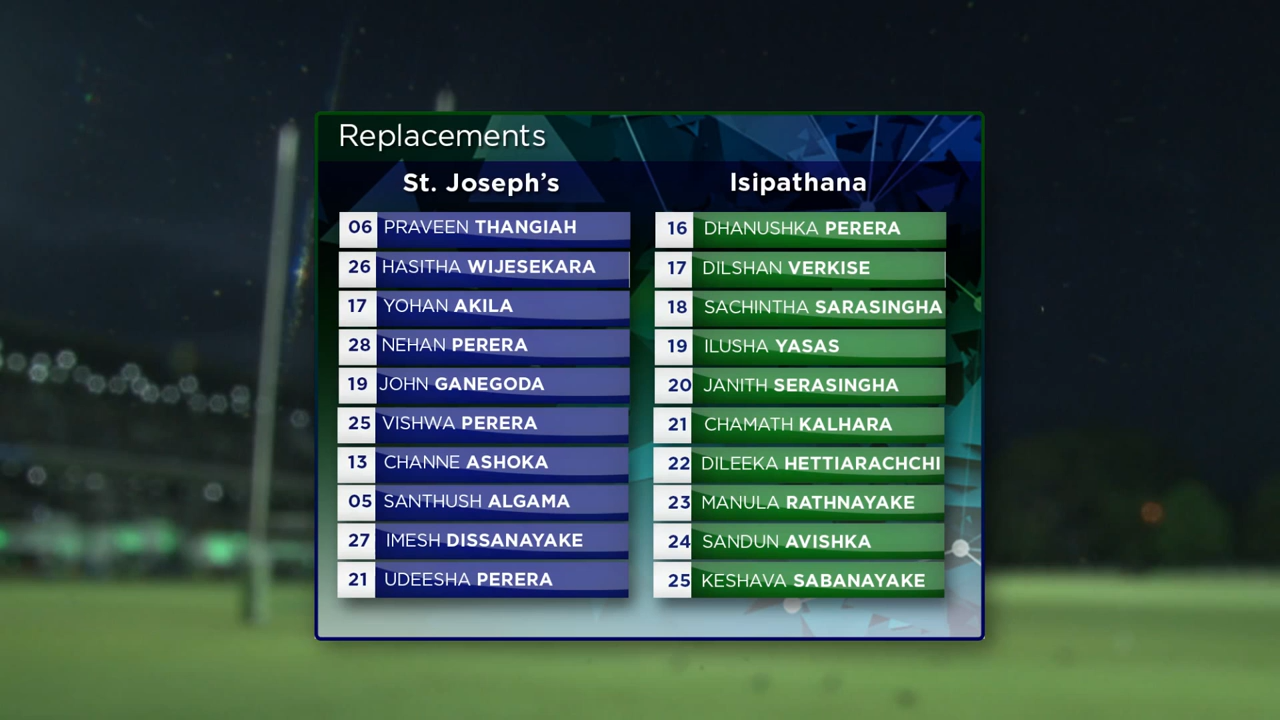 Replacements
St. Joseph's
Isipathana
06 PRAVEEN THANGIAH
16 DHANUSHKA PERERA
26 HASITHA WIJESEKARA
17 DILSHAN VERKISE
17 YOHAN AKILA
18 SACHINTHA SARASINGHA
28 NEHAN PERERA
19 ILUSHA YASAS
19 JOHN GANEGODA
20 JANITH SERASINGHA
25 VISHWA PERERA
21 CHAMATH KALHARA
13 CHANNE ASHOKA
22 DILEEKA HETTIARACHCHI
05 SANTHUSH ALGAMA
23 MANULA RATHNAYAKE
27 IMESH DISSANAYAKE
24 SANDUN AVISHKA
21 UDEESHA PERERA
25 KESHAVA SABANAYAKE